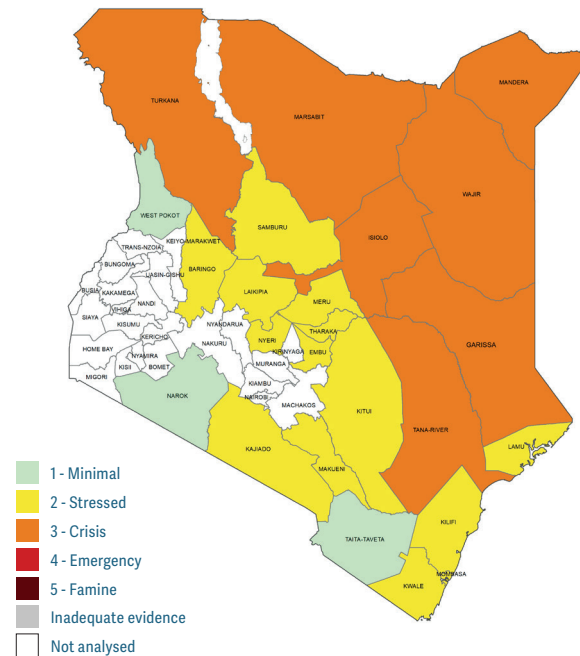 MANDERA
TURKANA
MARSABIT
WAJIR
WEST POKOT
SAMBURU
ISIOLO
TRANS-NZOIA
KEIYO-MARAKWET
BUNGOMA
UASIN-GISHU
BARINGO
BUSIA
KAKAMEGA
LAIKIPIA
MERU
VIHIGA
NANDI
SIAYA
KISUMU
NYANDARUA
THARAKA
GARISSA
KERICHO
NAKURU
NYERI
KIRINYAGA
EMBU
HOME BAY
NYAMIRA
MURANGA
MIGORI
KISII
BOMET
KIAMBU
KITUI
NAROK
NAIROBI
MACHAKOS
TANA-RIVER
LAMU
KAJIADO
MAKUENI
KILIFI
TAITA-TAVETA
MOMBASA
KWALE
1 - Minimal
2 - Stressed
3 - Crisis
4 - Emergency
5 - Famine
Inadequate evidence
Not analysed